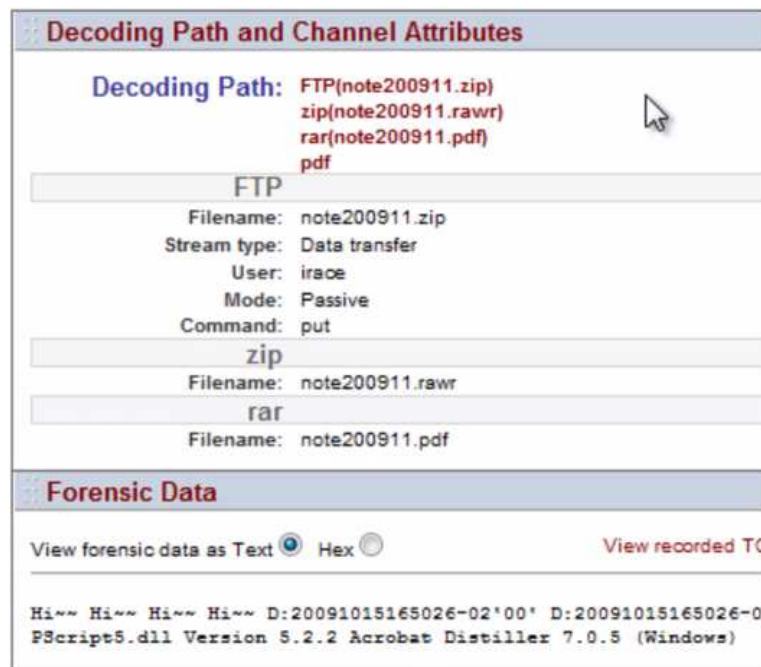 Decoding Path and Channel Attributes
Decoding Path: FTP(note200911.zip)
zip(note200911.rawr)
rar(note200911.pdf)
pdf
FTP
Filename: note200911.zip
Stream type: Data transfer
User: irace
Mode: Passive
Command: put
zip
Filename: note200911.rawr
rar
Filename: note200911.pdf
Forensic Data
View forensic data as Text Hex View recorded TC
Hi~~ Hi~~ Hi~~ Hi~~ D:20091015165026-02'00' D:20091015165026-0
PScript5.dll Version 5.2.2 Acrobat Distiller 7.0.5 (Windows)